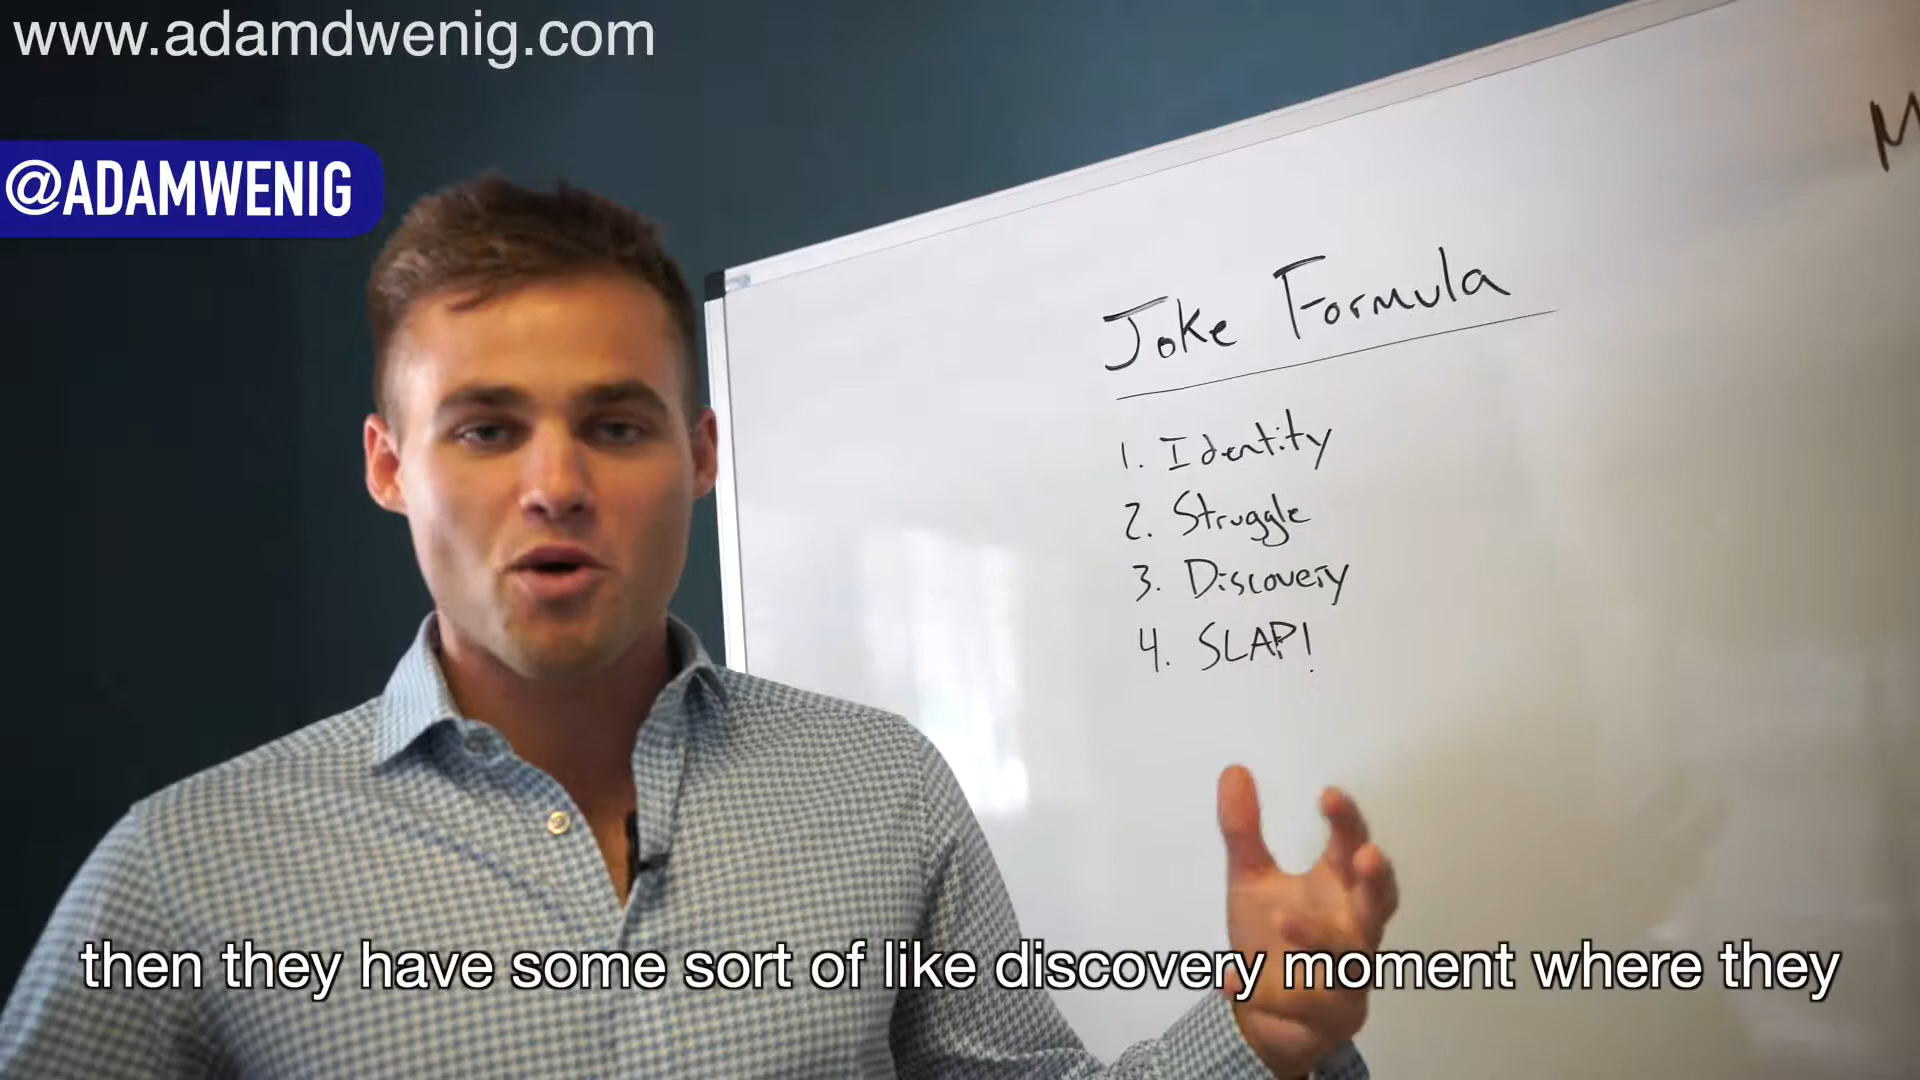 www.adamdwenig.com
@ADAMWENIG
Joke Formula
1. Identity
2. Struggle
3. Discovery
4. SLAP!
M
then they have some sort of like discovery moment where they